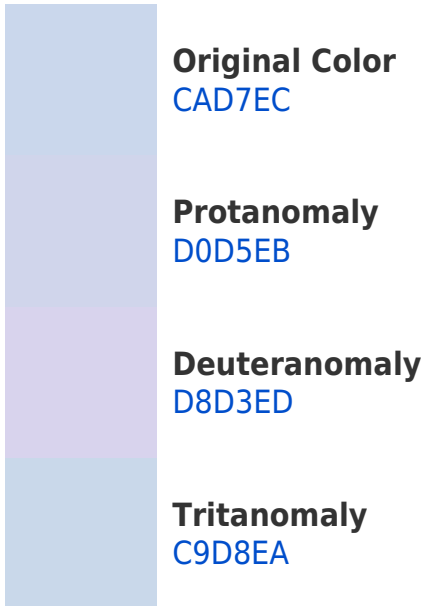 Original Color
CAD7EC
Protanomaly
D0D5EB
Deuteranomaly
D8D3ED
Tritanomaly
C9D8EA